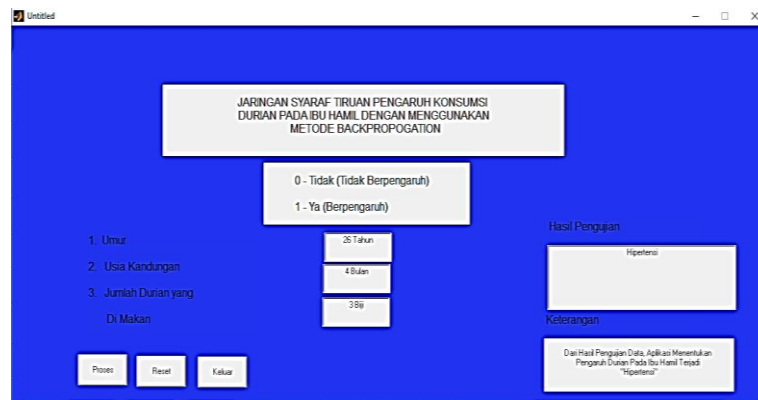 Untitled
JARINGAN SYARAF TIRUAN PENGARUH KONSUMSI
DURIAN PADA IBU HAMIL DENGAN MENGGUNAKAN
METODE BACKPROPOGATION
0 - Tidak (Tidak Berpengaruh)
1 - Ya (Berpengaruh)
1. Umur
26 Tahun
2. Usia Kandungan
4 Bulan
3. Jumlah Durian yang
Di Makan
3 Biji
Hasil Pengujian
Hipertensi
Keterangan
Dari Hasil Pengujian Data, Aplikasi Menentukan
Pengaruh Durian Pada Ibu Hamil Terjadi
"Hipertensi"
Proses
Reset
Keluar